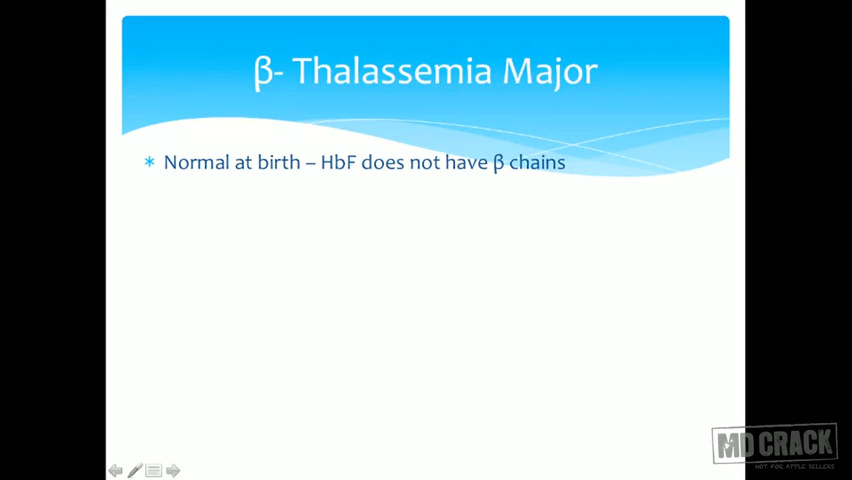 β- Thalassemia Major
* Normal at birth – HbF does not have β chains
MD CRACK
NOT FOR APPLE SELLERS